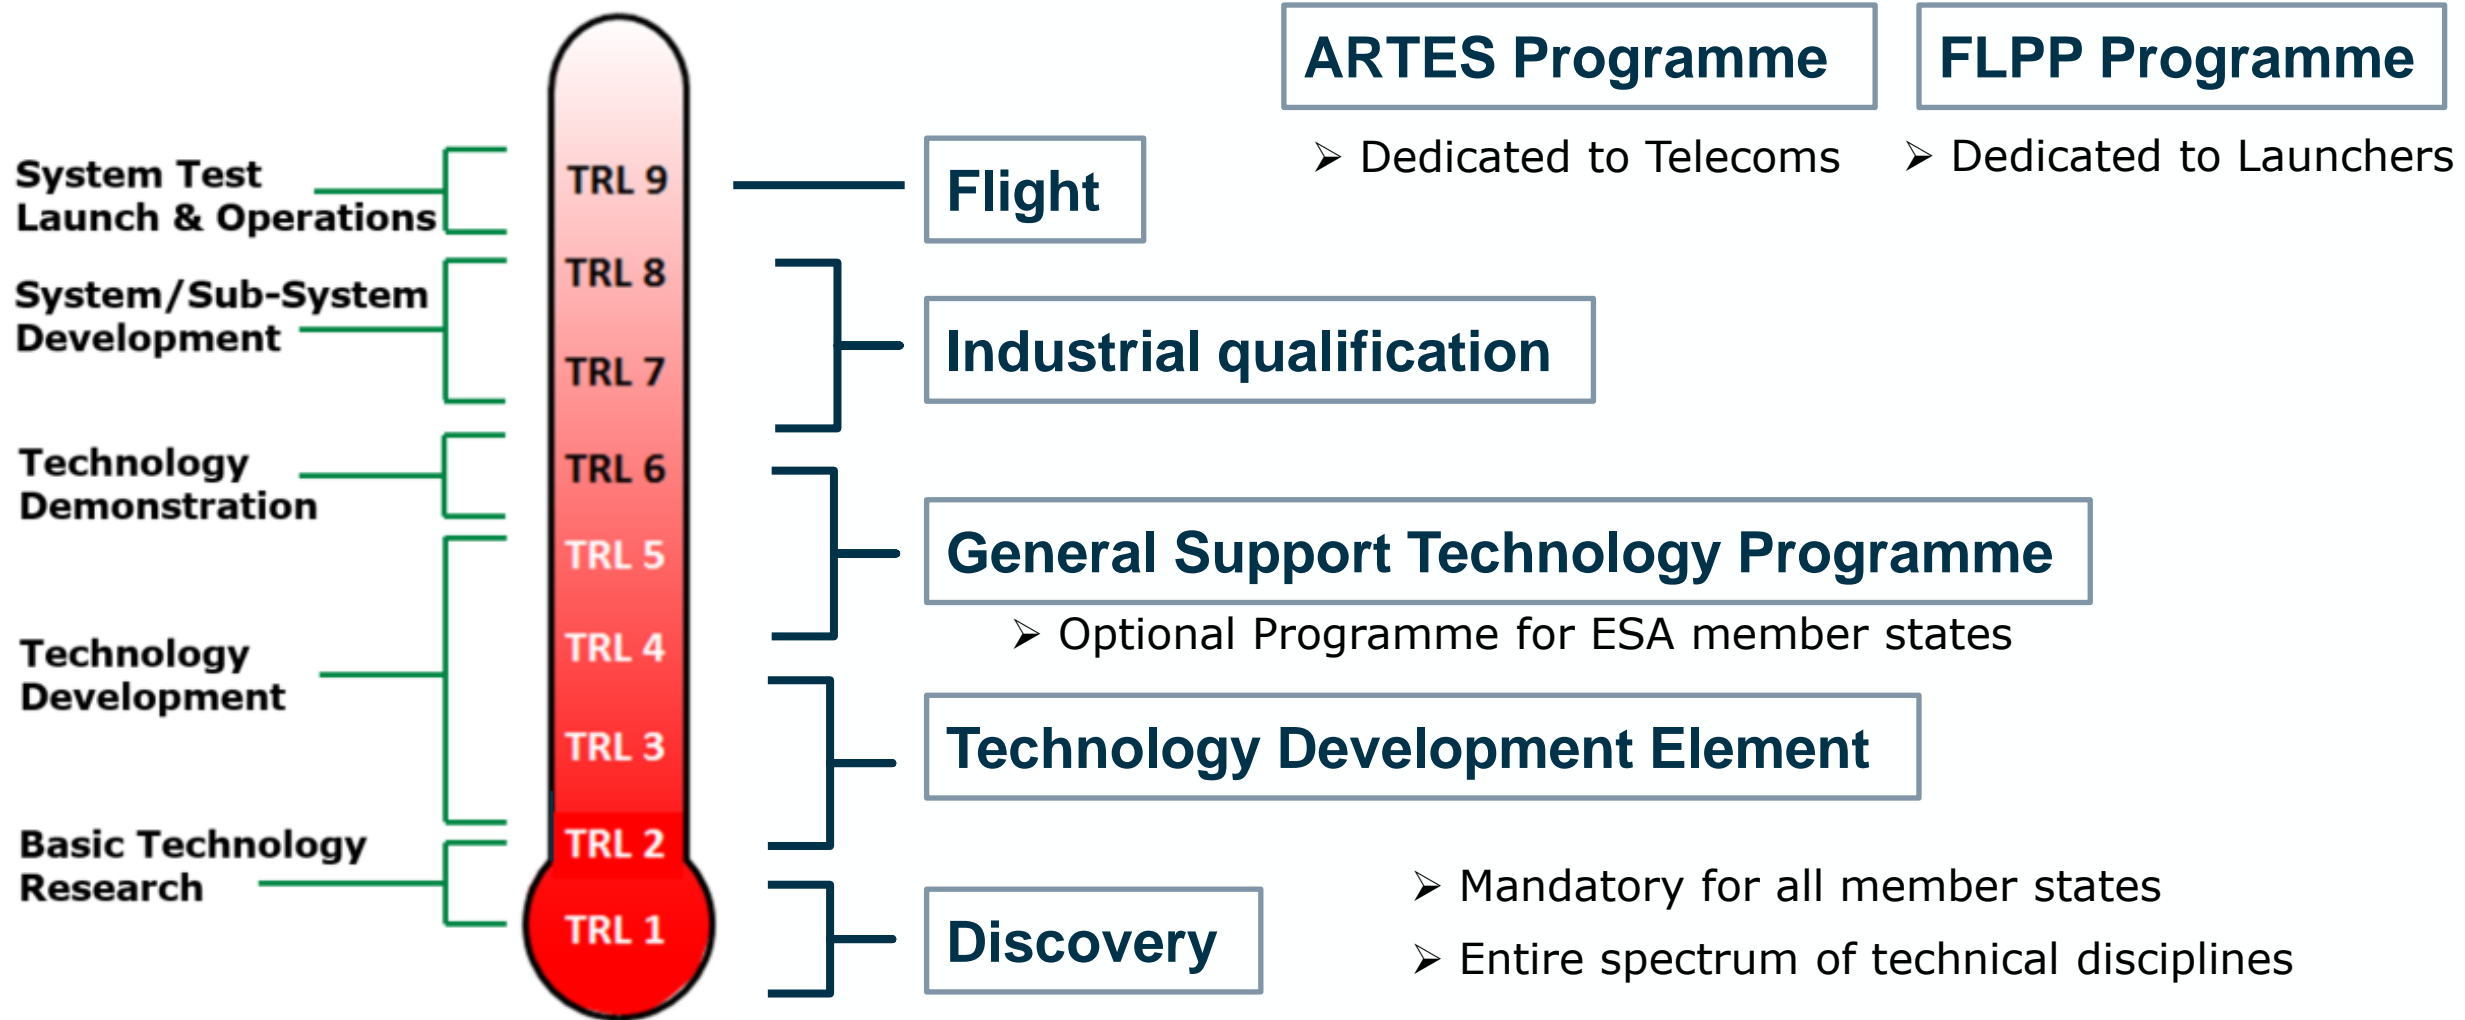 ARTES Programme
FLPP Programme
➢ Dedicated to Telecoms
➢ Dedicated to Launchers
System Test
Launch & Operations
TRL 9
Flight
System/Sub-System
Development
TRL 8
TRL 7
Industrial qualification
Technology
Demonstration
TRL 6
TRL 5
General Support Technology Programme
➢ Optional Programme for ESA member states
Technology
Development
TRL 4
TRL 3
Technology Development Element
Basic Technology
Research
TRL 2
TRL 1
Discovery
➢ Mandatory for all member states
➢ Entire spectrum of technical disciplines